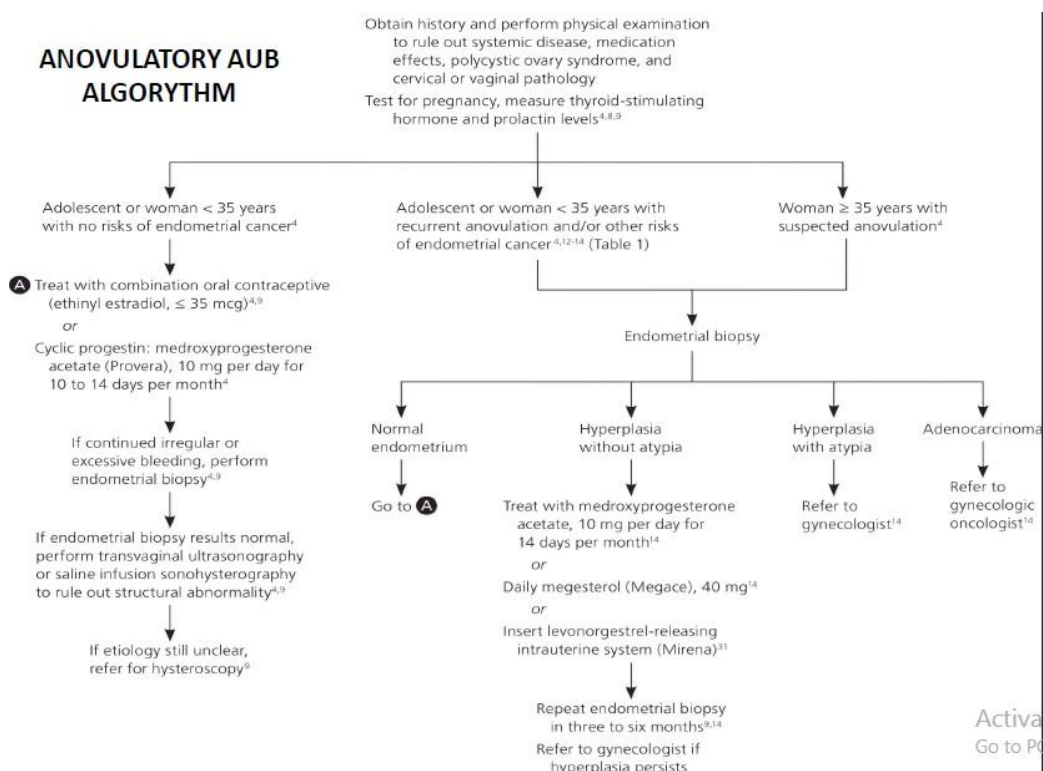 ANOVULATORY AUB
ALGORYTHM
Obtain history and perform physical examination
to rule out systemic disease, medication
effects, polycystic ovary syndrome, and
cervical or vaginal pathology
Test for pregnancy, measure thyroid-stimulating
hormone and prolactin levels4,8,9
Adolescent or woman < 35 years
with no risks of endometrial cancer4
Adolescent or woman < 35 years with
recurrent anovulation and/or other risks
of endometrial cancer4,12-14 (Table 1)
Woman ≥ 35 years with
suspected anovulation4
A Treat with combination oral contraceptive
(ethinyl estradiol, ≤ 35 mcg)4,9
or
Cyclic progestin: medroxyprogesterone
acetate (Provera), 10 mg per day for
10 to 14 days per month4
If continued irregular or
excessive bleeding, perform
endometrial biopsy4,9
If endometrial biopsy results normal,
perform transvaginal ultrasonography
or saline infusion sonohysterography
to rule out structural abnormality4,9
If etiology still unclear,
refer for hysteroscopy9
Endometrial biopsy
Normal
endometrium
Go to A
Hyperplasia
without atypia
Treat with medroxyprogesterone
acetate, 10 mg per day for
14 days per month14
or
Daily megesterol (Megace), 40 mg14
or
Insert levonorgestrel-releasing
intrauterine system (Mirena)31
Repeat endometrial biopsy
in three to six months9,14
Refer to gynecologist if
hyperplasia persists
Hyperplasia
with atypia
Refer to
gynecologist14
Adenocarcinoma
Refer to
gynecologic
oncologist14
Activa
Go to PC